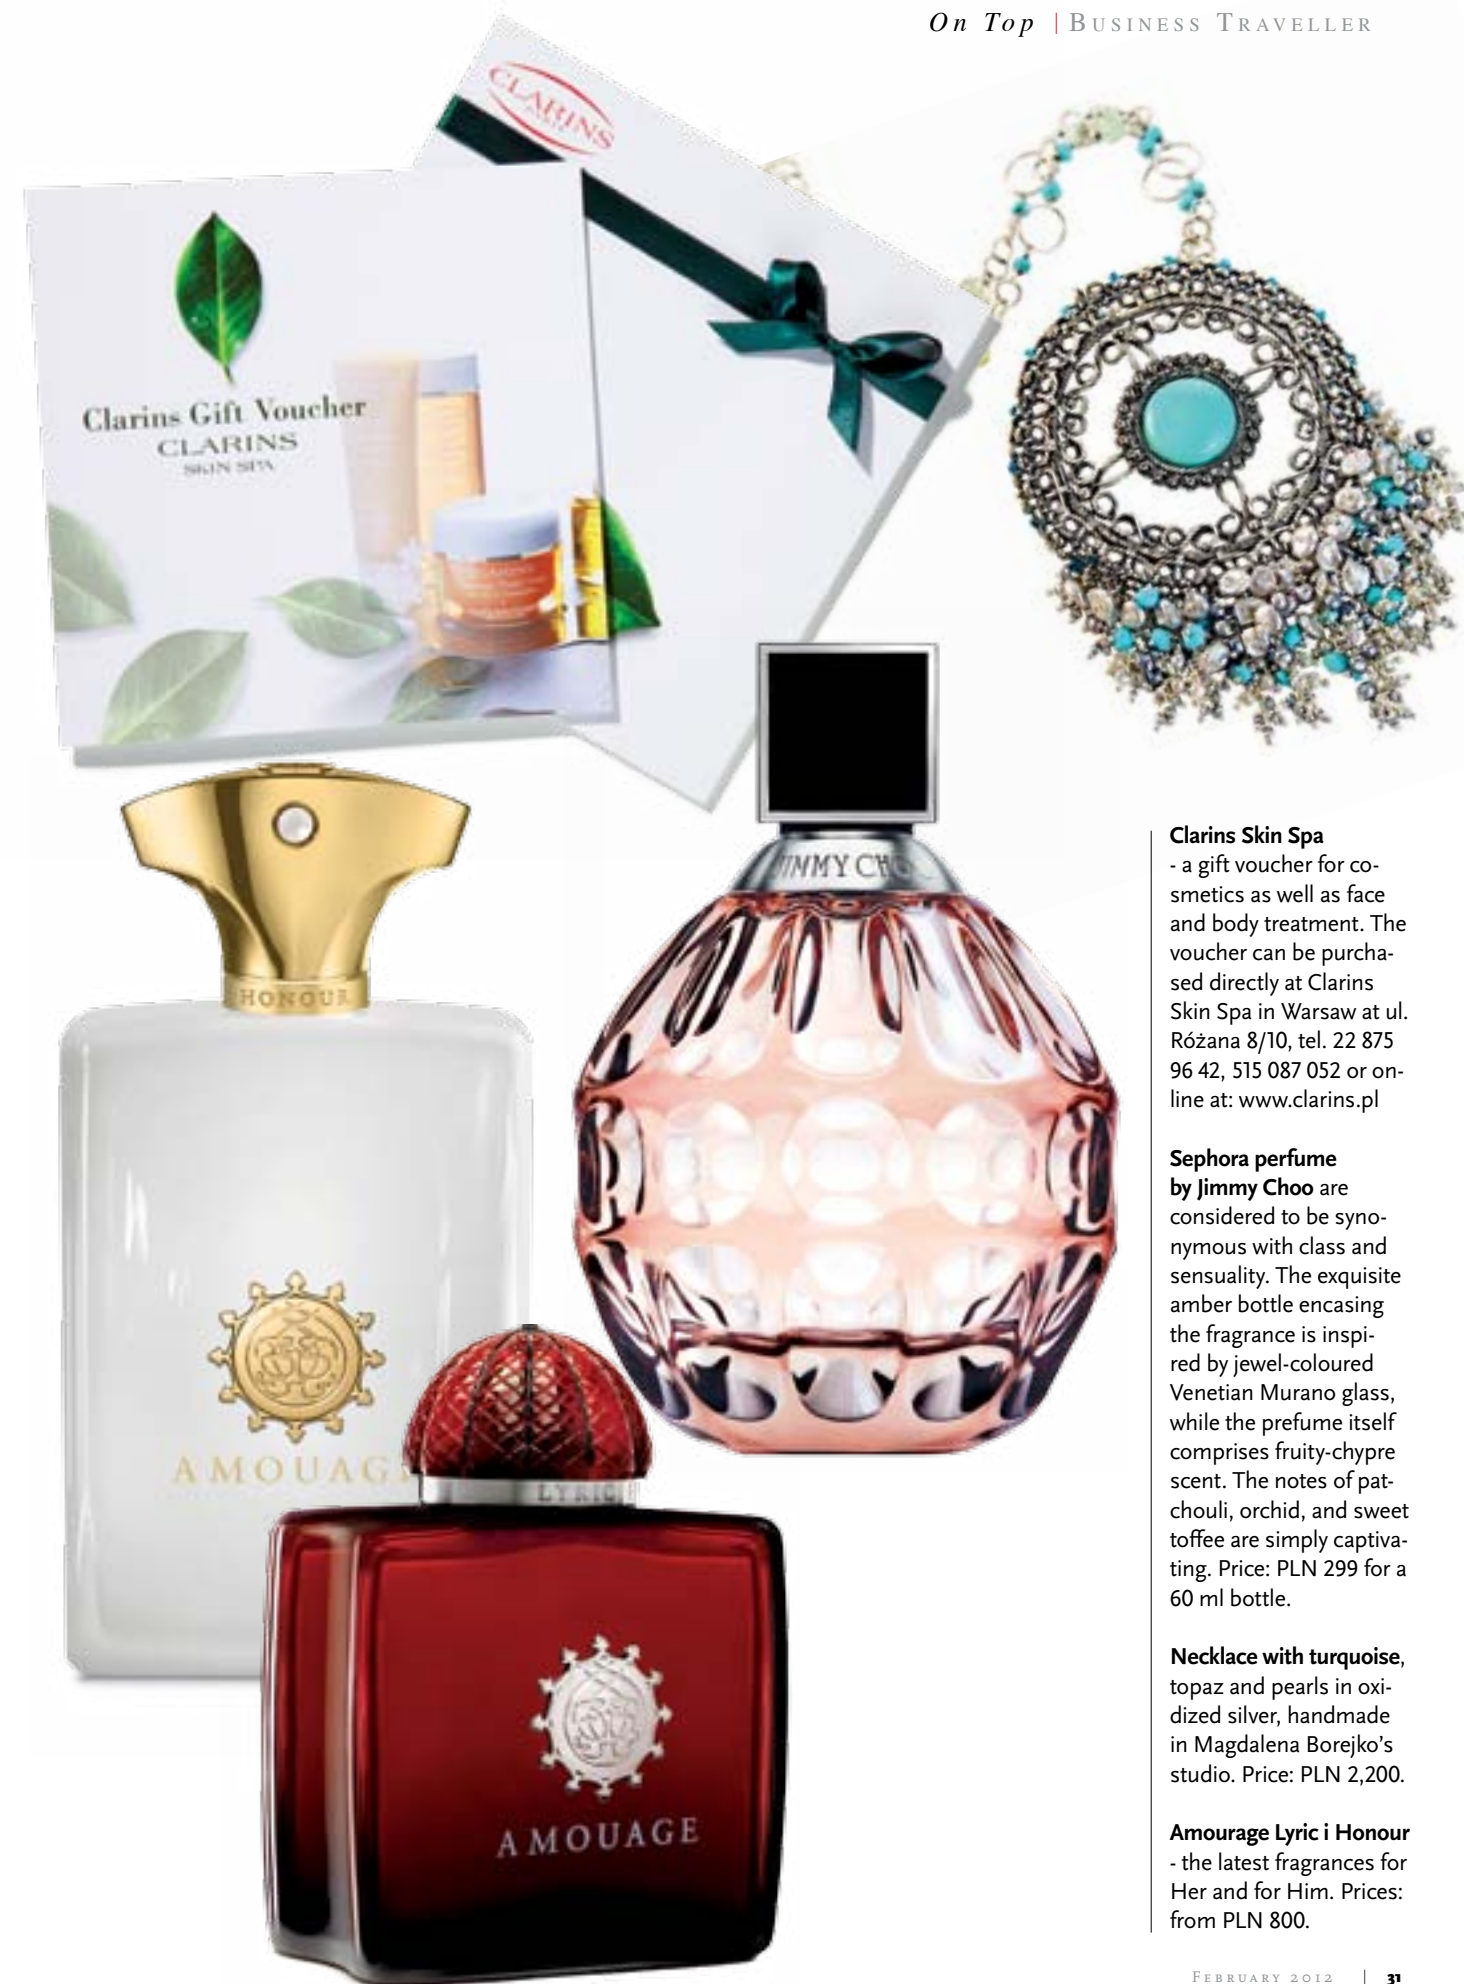 On Top | BUSINESS TRAVELLER
CLARINS
PARIS
Clarins Gift Voucher
CLARINS
SKIN SPA
HONOUR
AMOUAGE
JIMMY CHOO
LYRIC
AMOUAGE
Clarins Skin Spa
- a gift voucher for co-
smetics as well as face
and body treatment. The
voucher can be purcha-
sed directly at Clarins
Skin Spa in Warsaw at ul.
Różana 8/10, tel. 22 875
96 42, 515 087 052 or on-
line at: www.clarins.pl
Sephora perfume
by Jimmy Choo are
considered to be syno-
nymous with class and
sensuality. The exquisite
amber bottle encasing
the fragrance is inspi-
red by jewel-coloured
Venetian Murano glass,
while the prefume itself
comprises fruity-chypre
scent. The notes of pat-
chouli, orchid, and sweet
toffee are simply captiva-
ting. Price: PLN 299 for a
60 ml bottle.
Necklace with turquoise,
topaz and pearls in oxi-
dized silver, handmade
in Magdalena Borejko's
studio. Price: PLN 2,200.
Amourage Lyric i Honour
- the latest fragrances for
Her and for Him. Prices:
from PLN 800.
FEBRUARY 2012 | 31